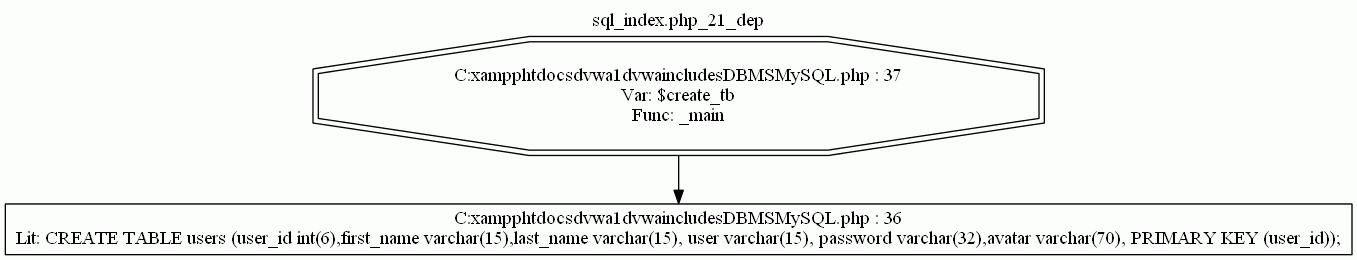 sql_index.php_21_dep
C:xampphtdocsdvwa1dvwaincludesDBMSMySQL.php : 37
Var: $create_tb
Func: _main
C:xampphtdocsdvwa1dvwaincludesDBMSMySQL.php : 36
Lit: CREATE TABLE users (user_id int(6),first_name varchar(15),last_name varchar(15), user varchar(15), password varchar(32),avatar varchar(70), PRIMARY KEY (user_id));